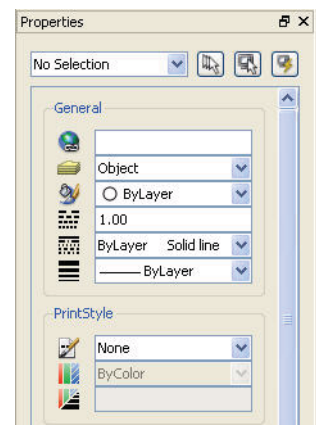 Properties
No Selection
General
Object
ByLayer
1.00
ByLayer Solid line
ByLayer
PrintStyle
None
ByColor